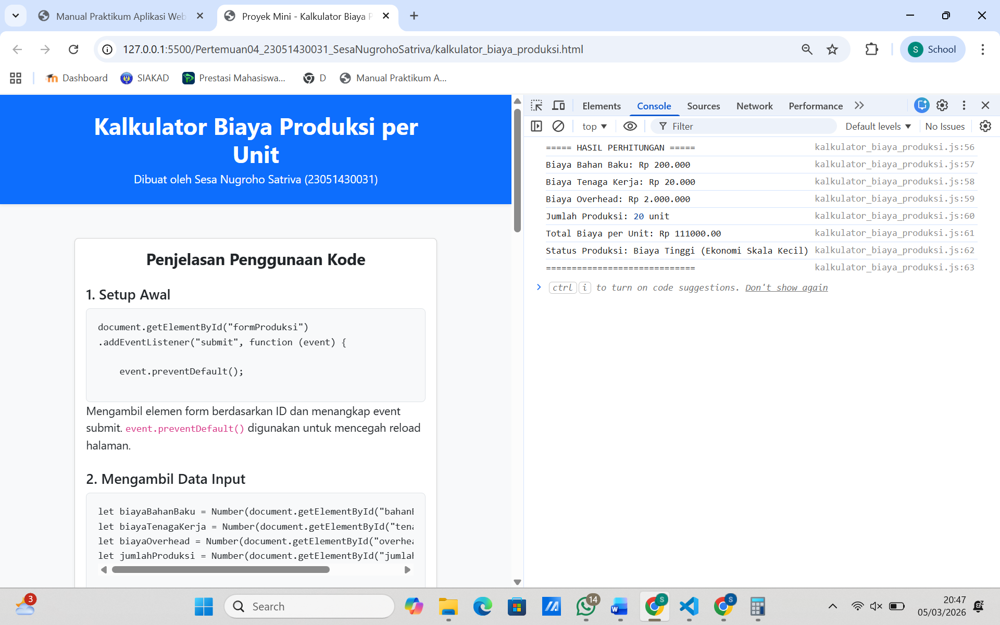 Manual Praktikum Aplikasi Web
Proyek Mini - Kalkulator Biaya P
127.0.0.1:5500/Pertemuan04_23051430031_SesaNugrohoSatriva/kalkulator_biaya_produksi.html
S School
Dashboard
SIAKAD
Prestasi Mahasiswa...
D
Manual Praktikum A...
Kalkulator Biaya Produksi per
Unit
Dibuat oleh Sesa Nugroho Satriva (23051430031)
Penjelasan Penggunaan Kode
1. Setup Awal
document.getElementById("formProduksi")
.addEventListener("submit", function (event) {
event.preventDefault();
Mengambil elemen form berdasarkan ID dan menangkap event
submit. event.preventDefault() digunakan untuk mencegah reload
halaman.
2. Mengambil Data Input
let biayaBahanBaku = Number(document.getElementById("bahanB
let biayaTenagaKerja = Number(document.getElementById("tena
let biayaOverhead = Number(document.getElementById("overhea
let jumlahProduksi = Number(document.getElementById("jumlah
Elements Console Sources Network Performance
top Filter Default levels No Issues
===== HASIL PERHITUNGAN ===== kalkulator_biaya_produksi.js:56
Biaya Bahan Baku: Rp 200.000 kalkulator_biaya_produksi.js:57
Biaya Tenaga Kerja: Rp 20.000 kalkulator_biaya_produksi.js:58
Biaya Overhead: Rp 2.000.000 kalkulator_biaya_produksi.js:59
Jumlah Produksi: 20 unit kalkulator_biaya_produksi.js:60
Total Biaya per Unit: Rp 111000.00 kalkulator_biaya_produksi.js:61
Status Produksi: Biaya Tinggi (Ekonomi Skala Kecil) kalkulator_biaya_produksi.js:62
============================= kalkulator_biaya_produksi.js:63
ctrl i to turn on code suggestions. Don't show again
3
Search
14
W
S
S
20:47
05/03/2026